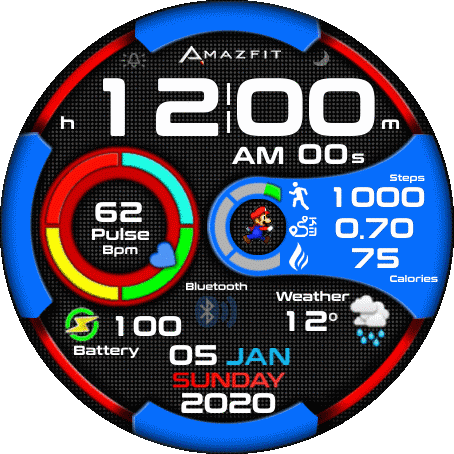 AMAZFIT
h 12:00 m
AM 00s
62
Pulse
Bpm
Steps
1000
KM 0.70
75
Calories
Bluetooth
Weather
12°
100
Battery
05 JAN
SUNDAY
2020